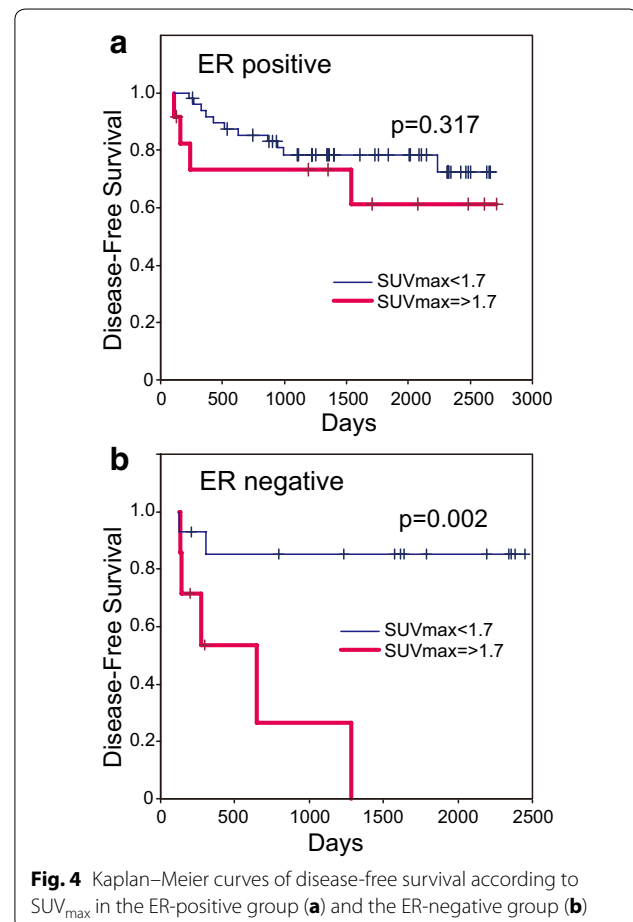 a
ER positive
1.0
p=0.317
0.8
0.6
0.4
SUVmax<1.7
SUVmax=>1.7
0.2
0
Disease-Free Survival
0 500 1000 1500 2000 2500 3000
Days
b
ER negative
1.0
p=0.002
0.8
0.6
SUVmax<1.7
SUVmax=>1.7
0.4
0.2
0
Disease-Free Survival
0 500 1000 1500 2000 2500
Days
Fig. 4 Kaplan–Meier curves of disease-free survival according to
SUVmax in the ER-positive group (a) and the ER-negative group (b)